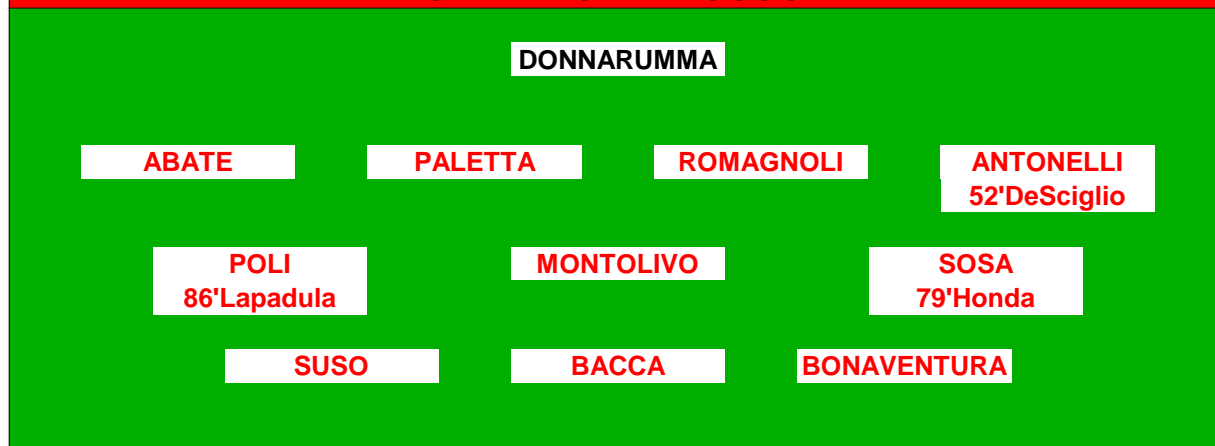 DONNARUMMA
ABATE PALETTA ROMAGNOLI ANTONELLI
52'DeSciglio
POLI MONTOLIVO SOSA
86'Lapadula 79'Honda
SUSO BACCA BONAVENTURA